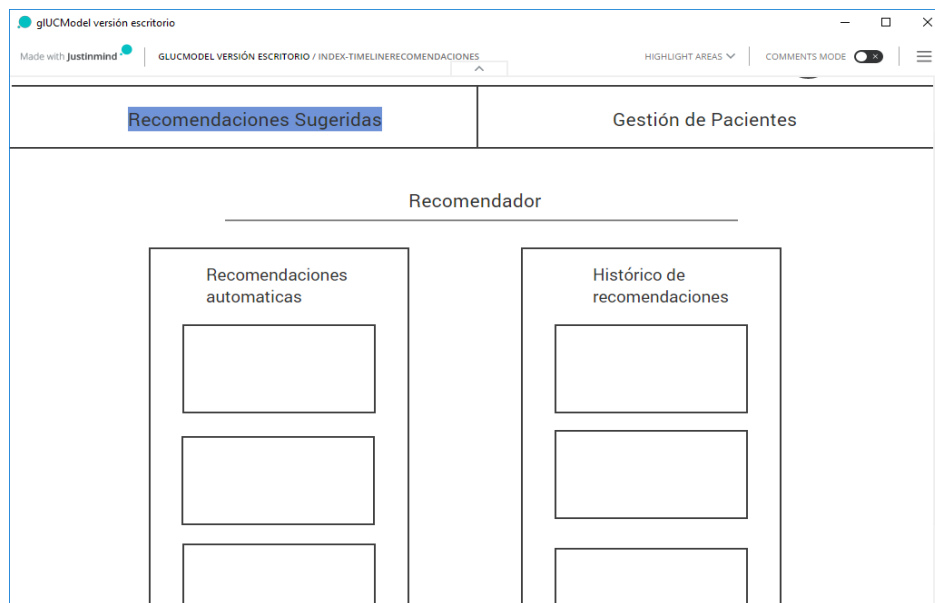 glUCModel versión escritorio
Made with Justinmind
GLUCMODEL VERSIÓN ESCRITORIO / INDEX-TIMELINERECOMENDACIONES
HIGHLIGHT AREAS
COMMENTS MODE
Recomendaciones Sugeridas
Gestión de Pacientes
Recomendador
Recomendaciones
automaticas
Histórico de
recomendaciones